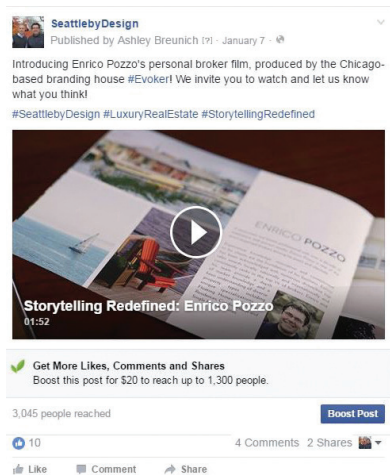 SeattlebyDesign
Published by Ashley Breunich [?] · January 7 ·
Introducing Enrico Pozzo's personal broker film, produced by the Chicago-
based branding house #Evoker! We invite you to watch and let us know
what you think!
#SeattlebyDesign #LuxuryRealEstate #StorytellingRedefined
ENRICO POZZO
Storytelling Redefined: Enrico Pozzo
01:52
Get More Likes, Comments and Shares
Boost this post for $20 to reach up to 1,300 people.
3,045 people reached
Boost Post
10
4 Comments 2 Shares
Like Comment Share